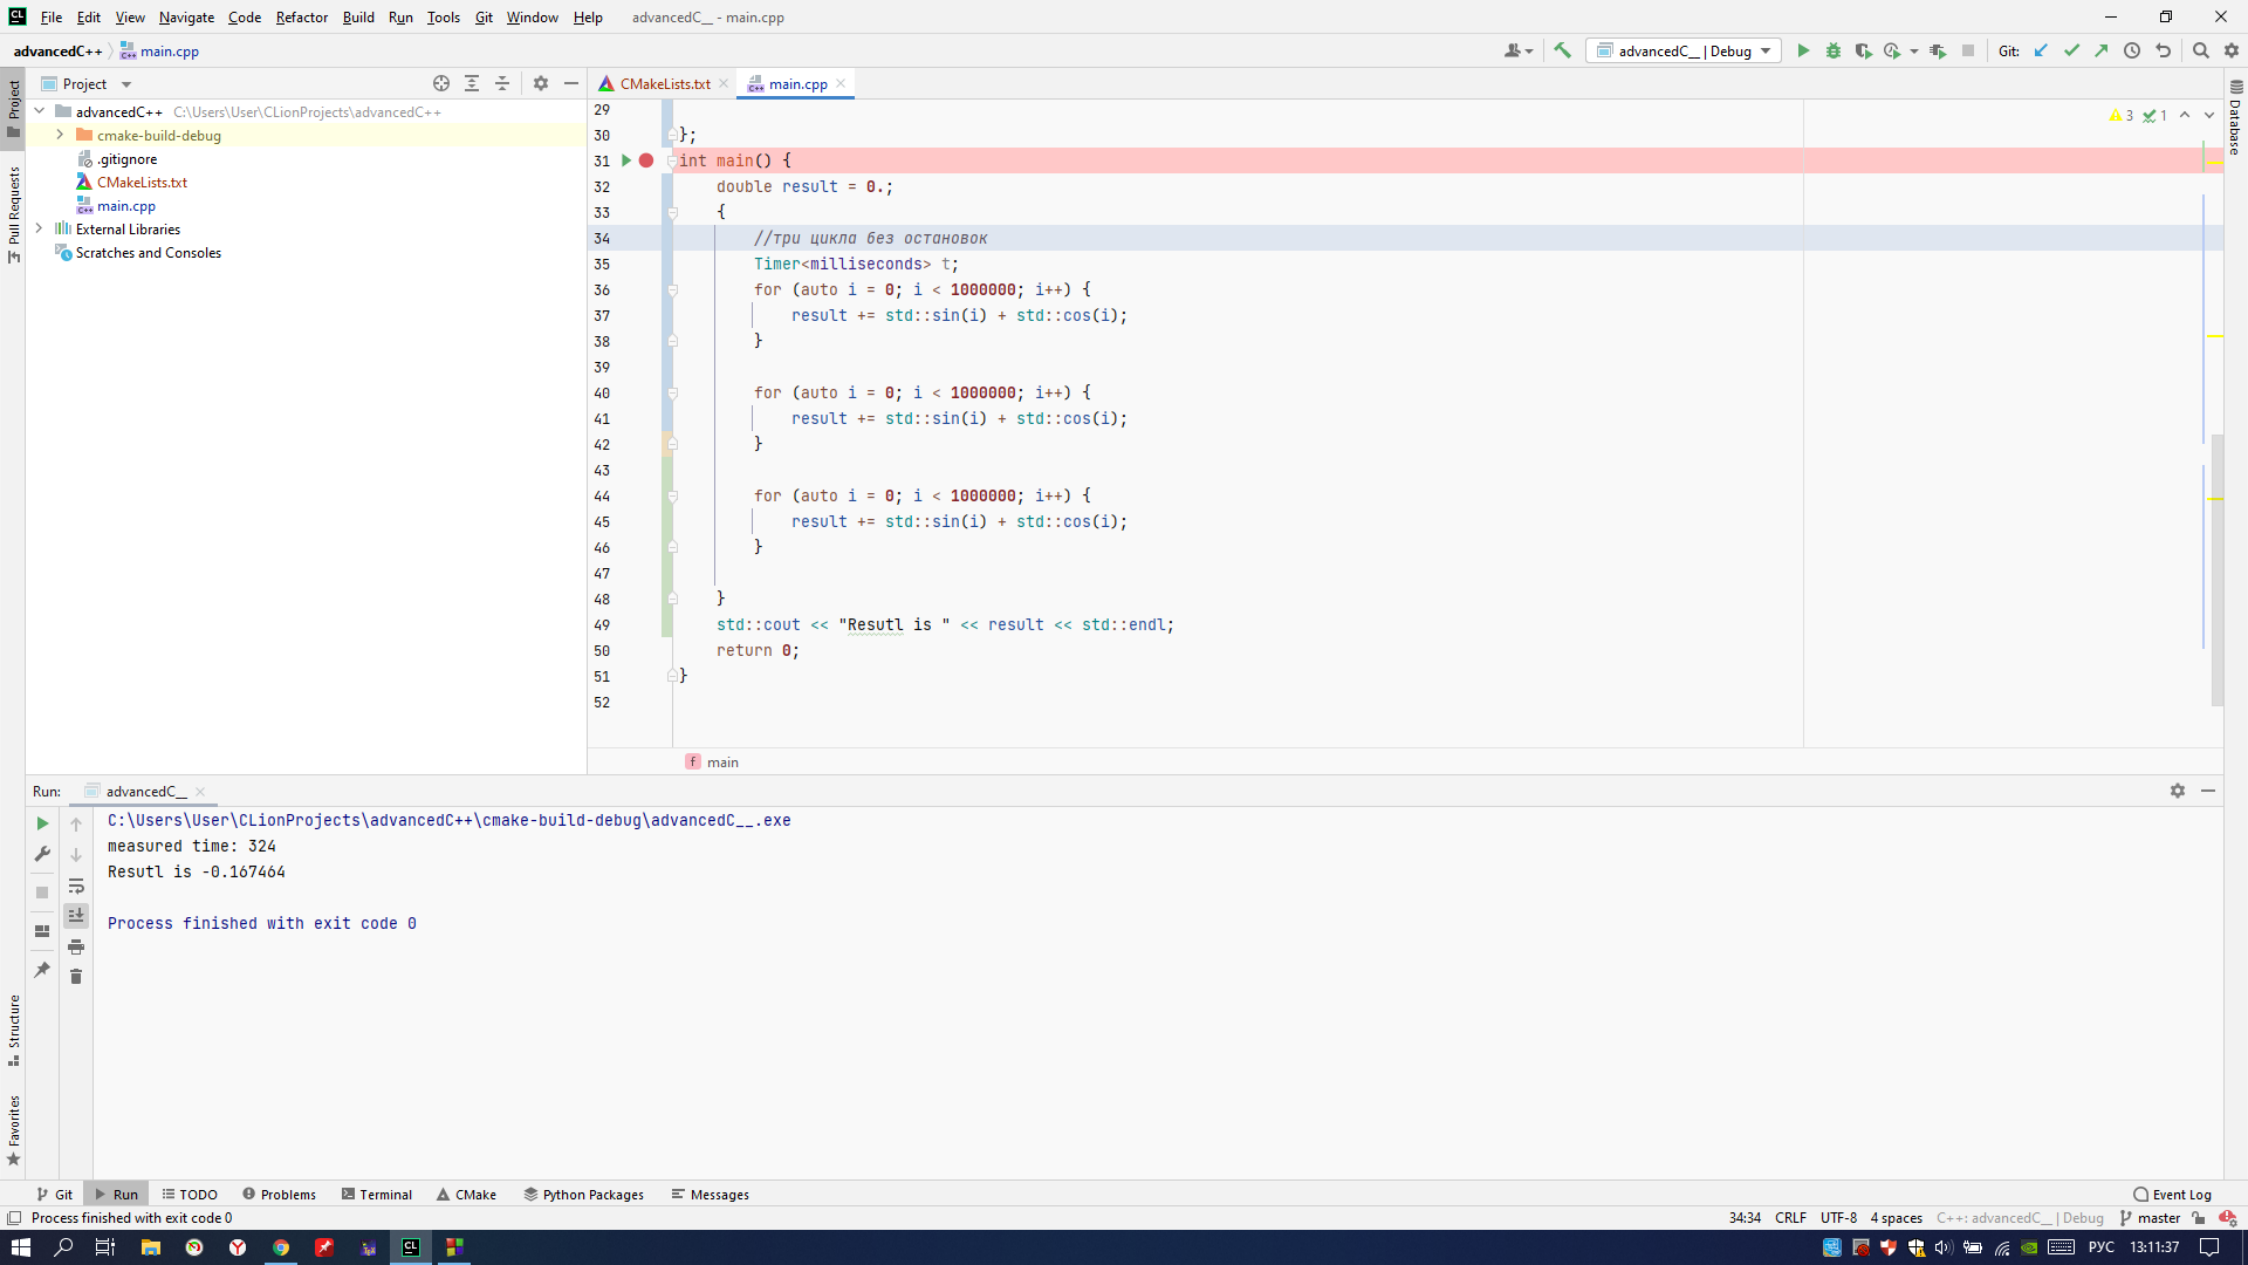 File Edit View Navigate Code Refactor Build Run Tools Git Window Help advancedC__ - main.cpp
advancedC++ main.cpp advancedC__ | Debug Git:
Project CMakeLists.txt main.cpp
advancedC++ C:\Users\User\CLionProjects\advancedC++
cmake-build-debug
.gitignore
CMakeLists.txt
main.cpp
External Libraries
Scratches and Consoles
Project
Pull Requests
Structure
Favorites
Database
3 1
29
30 };
31 int main() {
32 double result = 0.;
33 {
34 //три цикла без остановок
35 Timer<milliseconds> t;
36 for (auto i = 0; i < 1000000; i++) {
37 result += std::sin(i) + std::cos(i);
38 }
39
40 for (auto i = 0; i < 1000000; i++) {
41 result += std::sin(i) + std::cos(i);
42 }
43
44 for (auto i = 0; i < 1000000; i++) {
45 result += std::sin(i) + std::cos(i);
46 }
47
48 }
49 std::cout << "Resutl is " << result << std::endl;
50 return 0;
51 }
52
f main
Run: advancedC__
C:\Users\User\CLionProjects\advancedC++\cmake-build-debug\advancedC__.exe
measured time: 324
Resutl is -0.167464
Process finished with exit code 0
Git Run TODO Problems Terminal CMake Python Packages Messages Event Log
Process finished with exit code 0 34:34 CRLF UTF-8 4 spaces C++: advancedC__ | Debug master
РУС 13:11:37